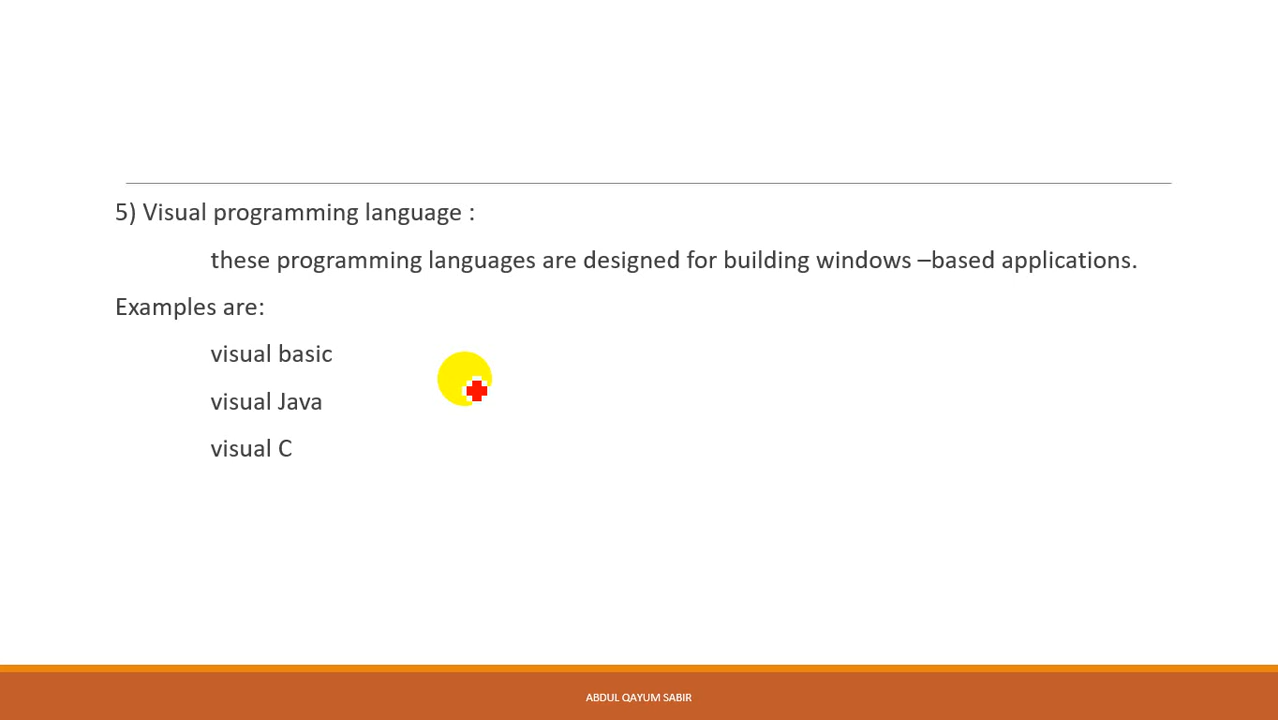 5) Visual programming language :
these programming languages are designed for building windows –based applications.
Examples are:
visual basic
visual Java
visual C
ABDUL QAYUM SABIR